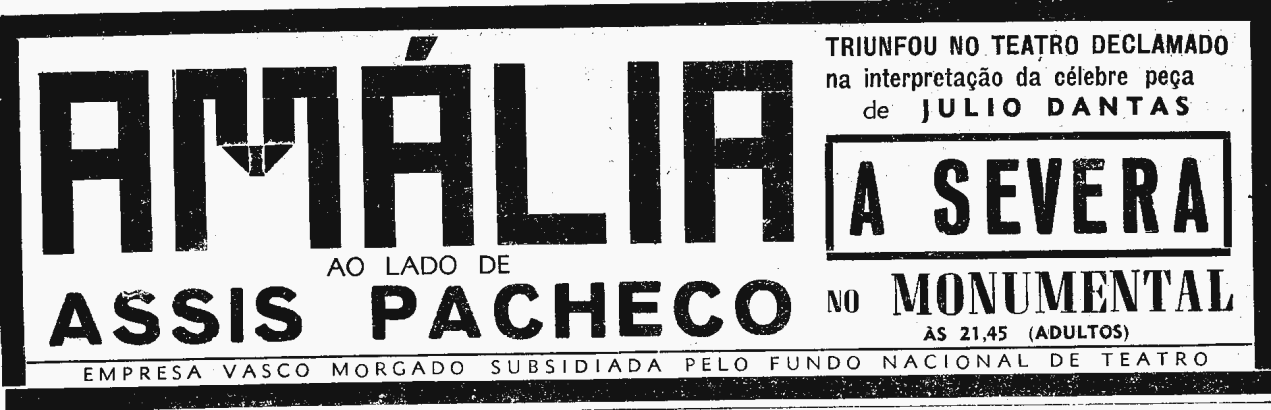 AMÁLIA
AO LADO DE
ASSIS PACHECO
TRIUNFOU NO TEATRO DECLAMADO
na interpretação da célebre peça
de JULIO DANTAS
A SEVERA
NO MONUMENTAL
ÀS 21,45 (ADULTOS)
EMPRESA VASCO MORGADO SUBSIDIADA PELO FUNDO NACIONAL DE TEATRO